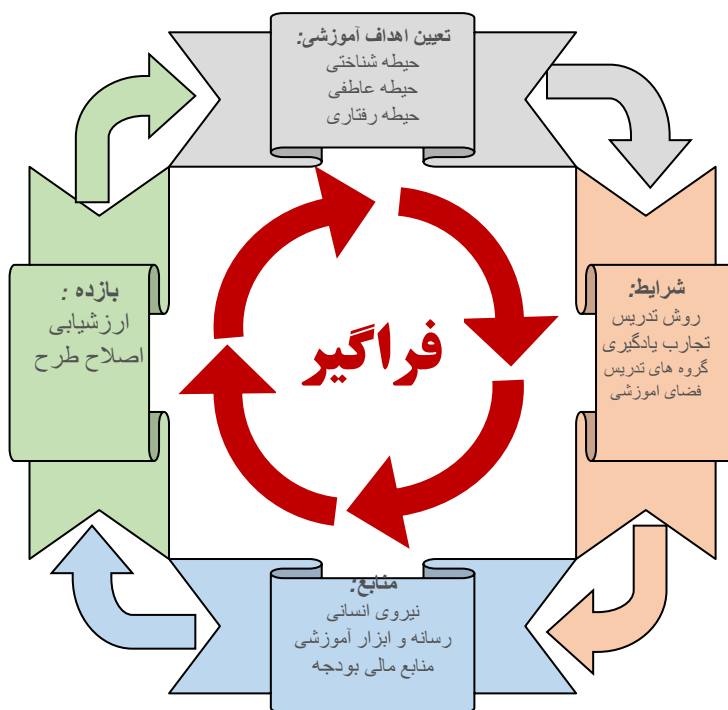 تعیین اهداف آموزشی:
حیطه شناختی
حیطه عاطفی
حیطه رفتاری
شرایط:
روش تدریس
تجارب یادگیری
گروه های تدریس
فضای اموزشی
منابع:
نیروی انسانی
رسانه و ابزار آموزشی
منابع مالی بودجه
بازده :
ارزشیابی
اصلاح طرح
فراگیر